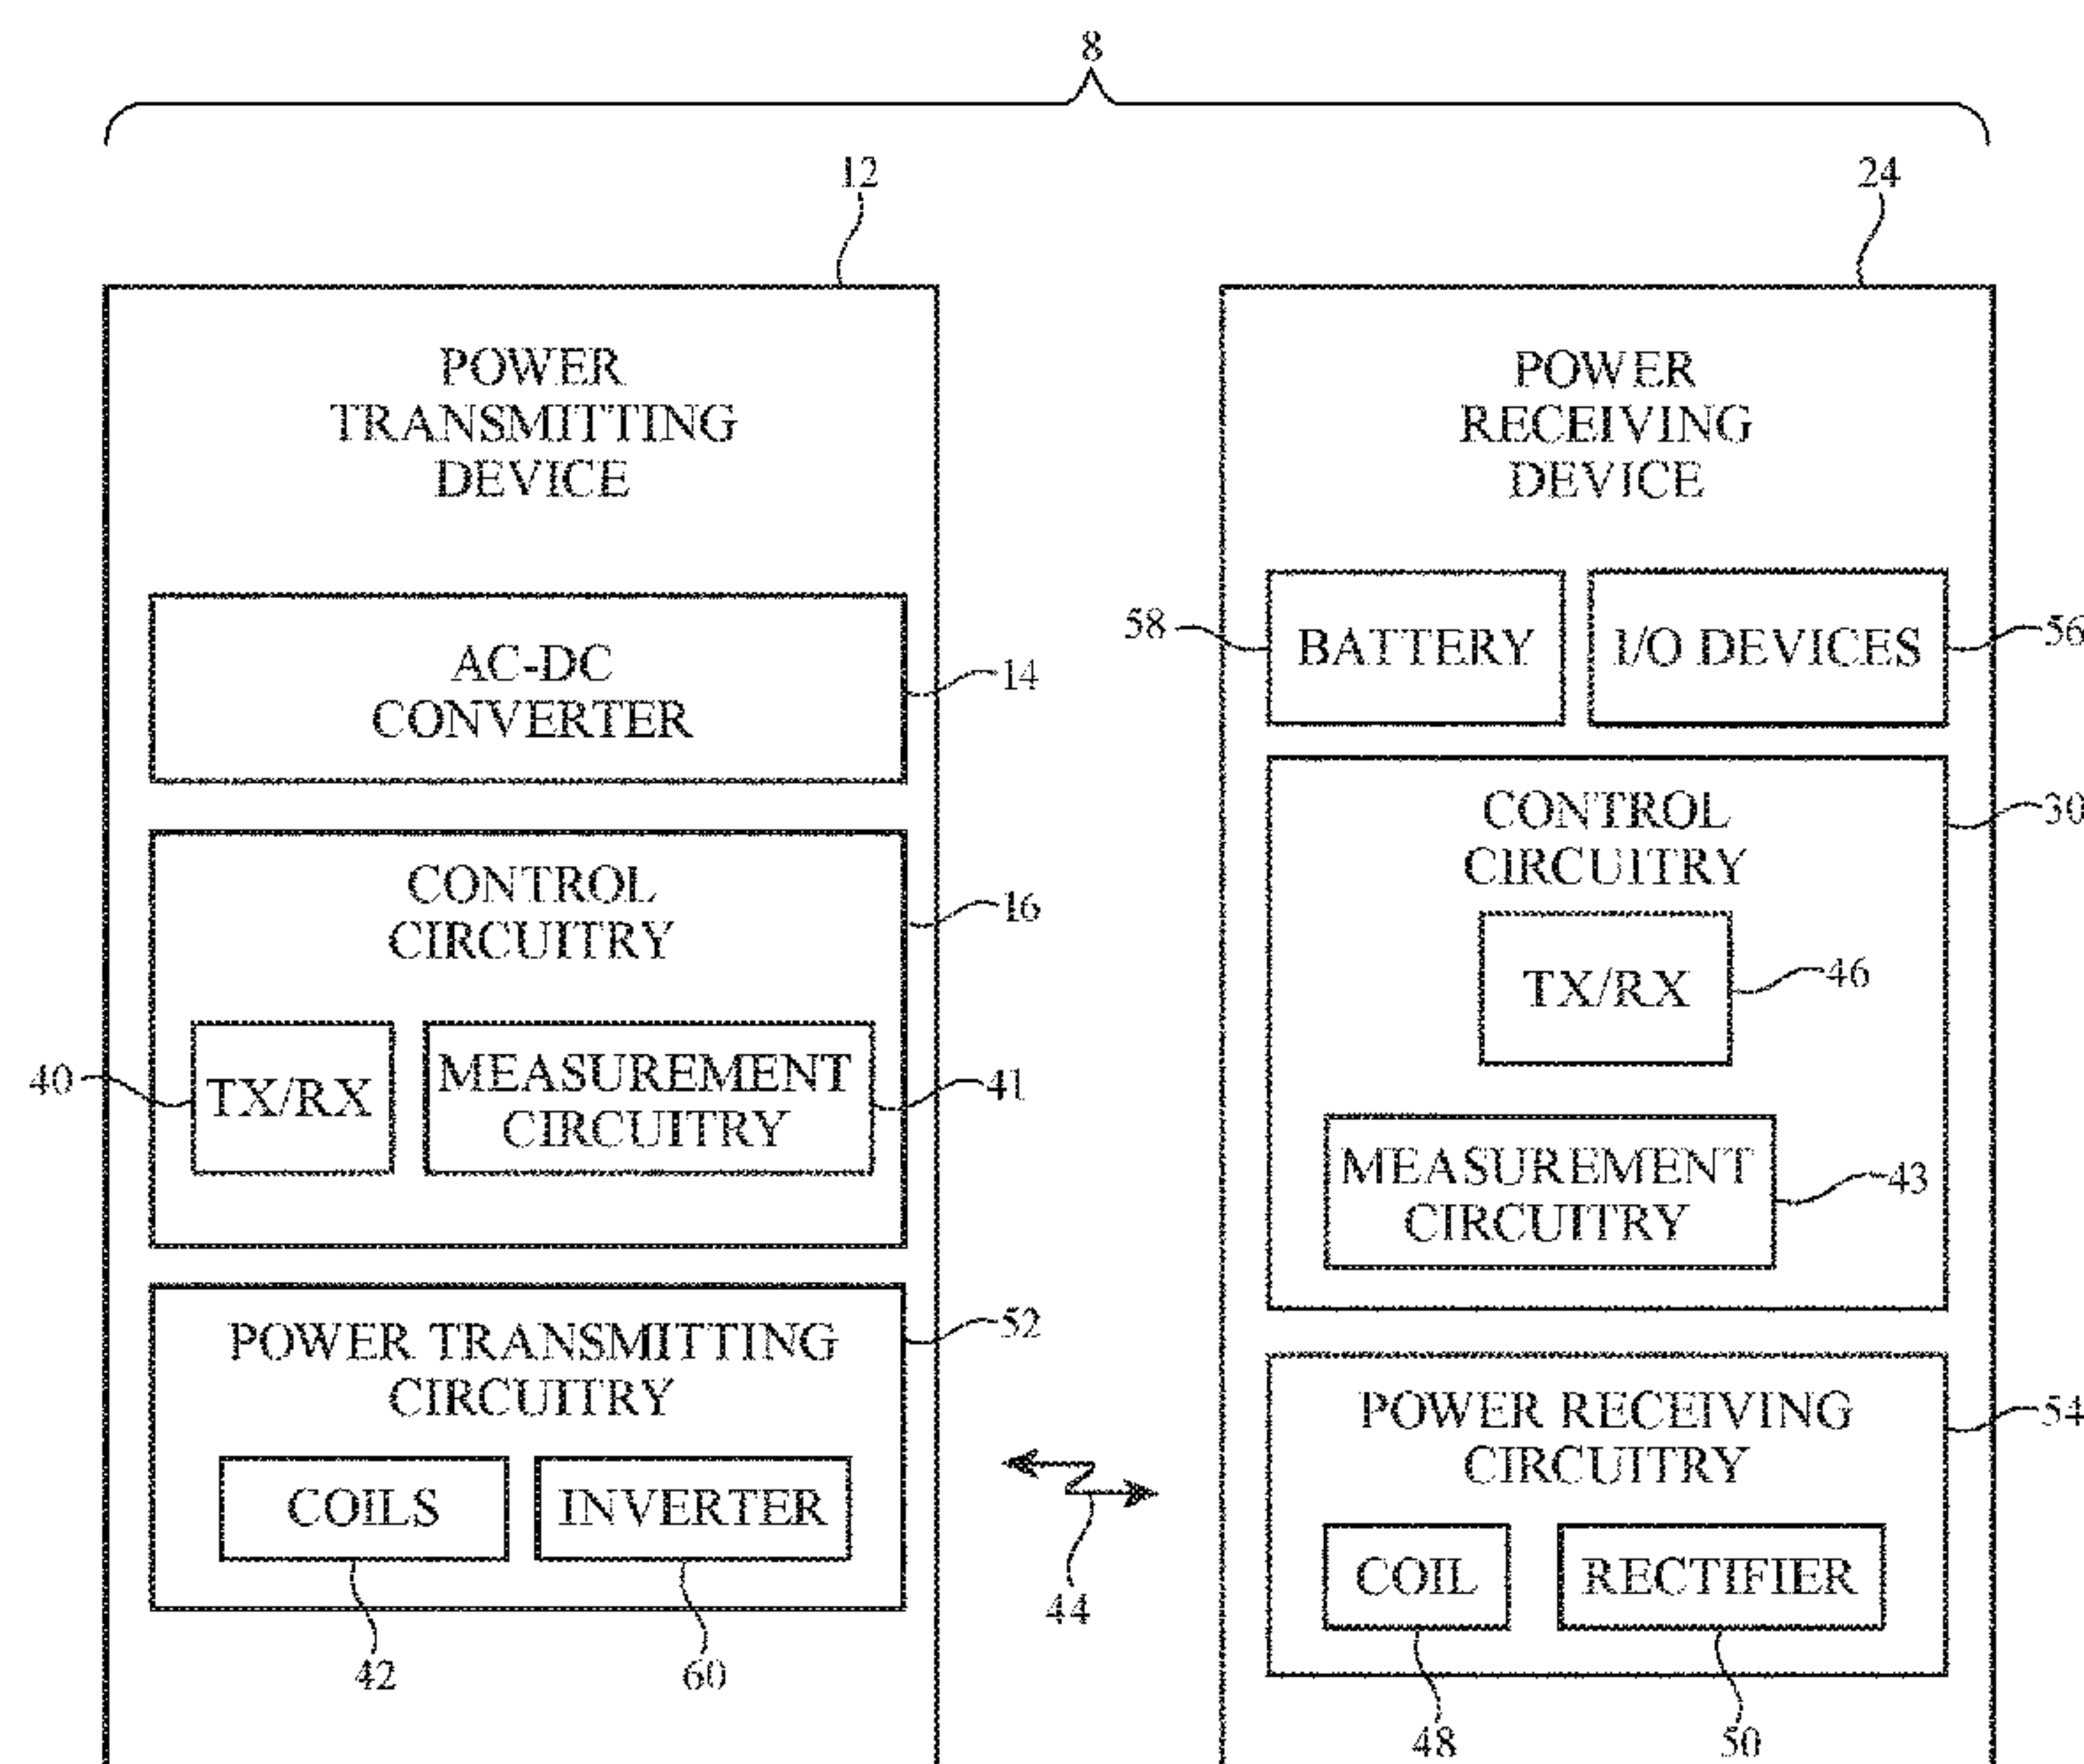 8
12
24
POWER
TRANSMITTING
DEVICE
AC-DC
CONVERTER
14
CONTROL
CIRCUITRY
16
40
TX/RX
MEASUREMENT
CIRCUITRY
41
POWER TRANSMITTING
CIRCUITRY
52
COILS
INVERTER
42
60
44
POWER
RECEIVING
DEVICE
58
BATTERY
I/O DEVICES
56
CONTROL
CIRCUITRY
30
TX/RX
46
MEASUREMENT
CIRCUITRY
43
POWER RECEIVING
CIRCUITRY
54
COIL
RECTIFIER
48
50